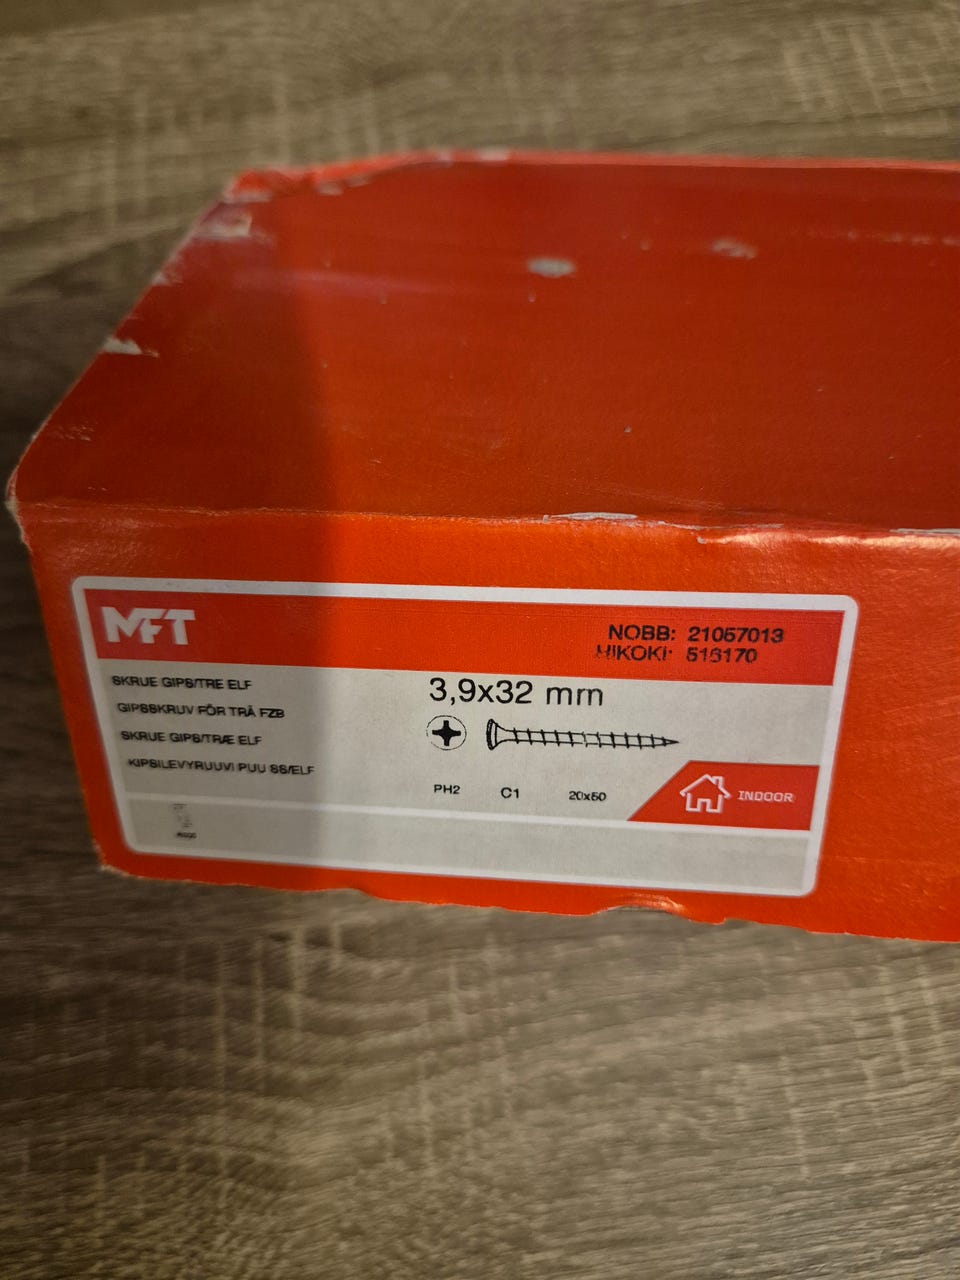 MFT
NOBB: 21057013
HIKOKI: 516170
SKRUE GIPS/TRE ELF
GIPSSKRUV FÖR TRÄ FZB
SKRUE GIPS/TRÆ ELF
KIPSILEVYRUUVI PUU SS/ELF
3,9x32 mm
PH2 C1 20x50
INDOOR